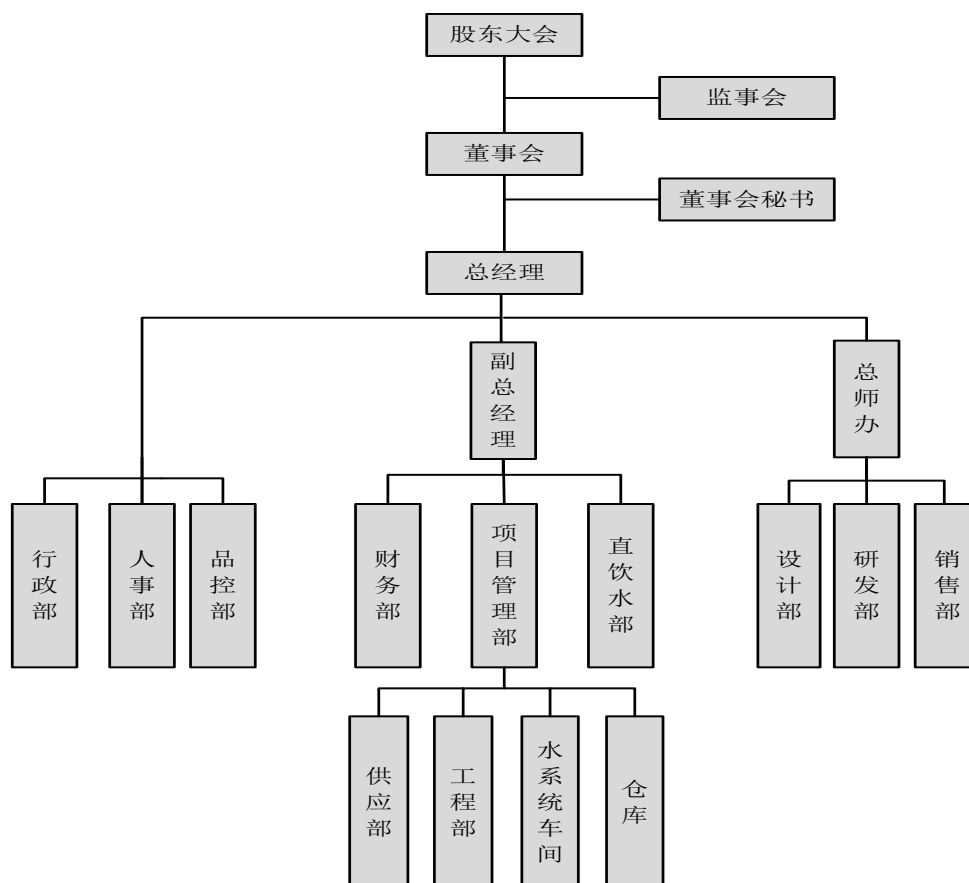 股东大会
监事会
董事会
董事会秘书
总经理
副总经理
总师办
行政部
人事部
品控部
财务部
项目管理部
直饮水部
设计部
研发部
销售部
供应部
工程部
水系统车间
仓库